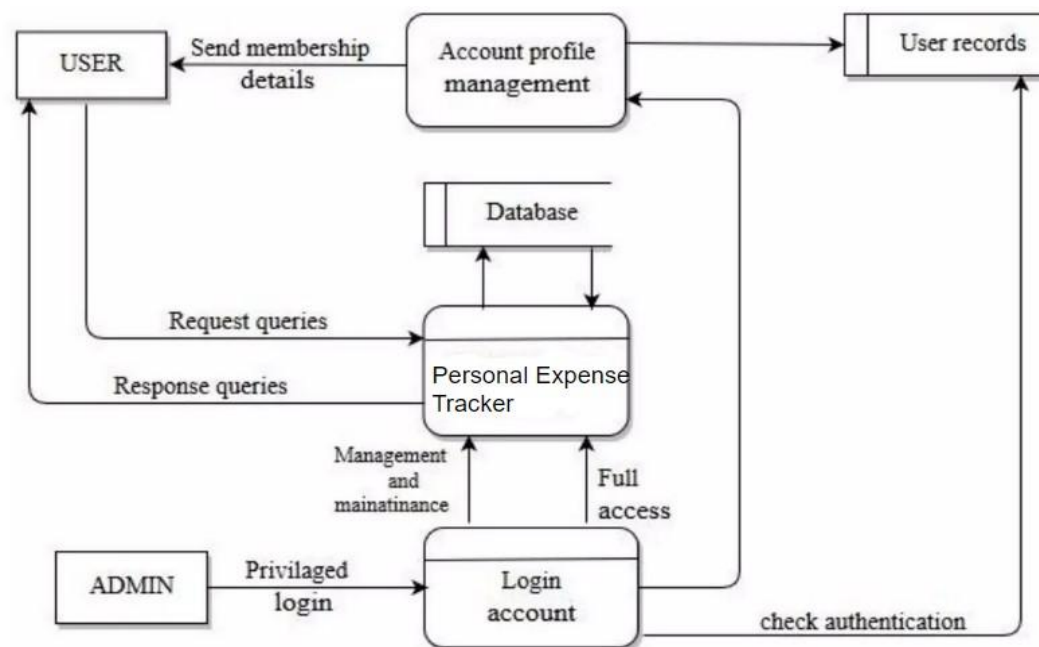 USER
Send membership
details
Account profile
management
User records
Database
Request queries
Response queries
Personal Expense
Tracker
Management
and
mainatinance
Full
access
ADMIN
Privilaged
login
Login
account
check authentication